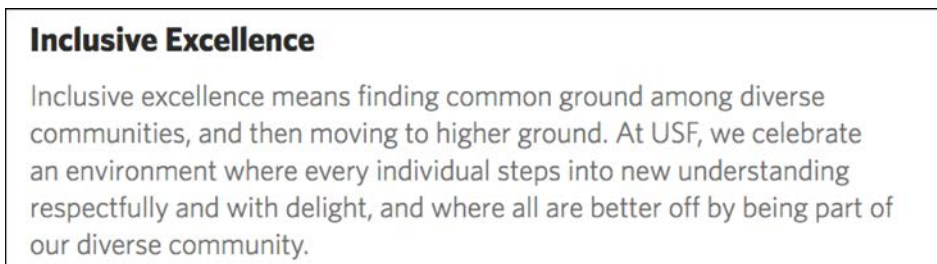 Inclusive Excellence
Inclusive excellence means finding common ground among diverse
communities, and then moving to higher ground. At USF, we celebrate
an environment where every individual steps into new understanding
respectfully and with delight, and where all are better off by being part of
our diverse community.